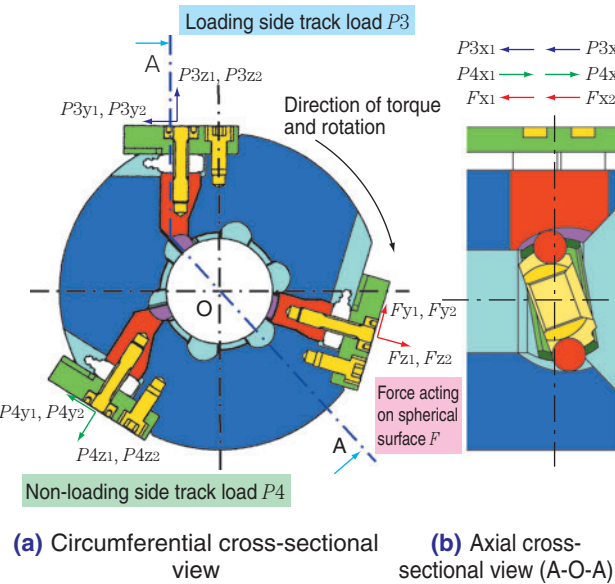 Loading side track load P3
A
P3z1, P3z2
P3y1, P3y2
Direction of torque
and rotation
P3x1
P3x
P4x1
P4x
Fx1
Fx2
O
Fy1, Fy2
Fz1, Fz2
P4y1, P4y2
P4z1, P4z2
Force acting
on spherical
surface F
A
Non-loading side track load P4
(a) Circumferential cross-sectional
view
(b) Axial cross-
sectional view (A-O-A)